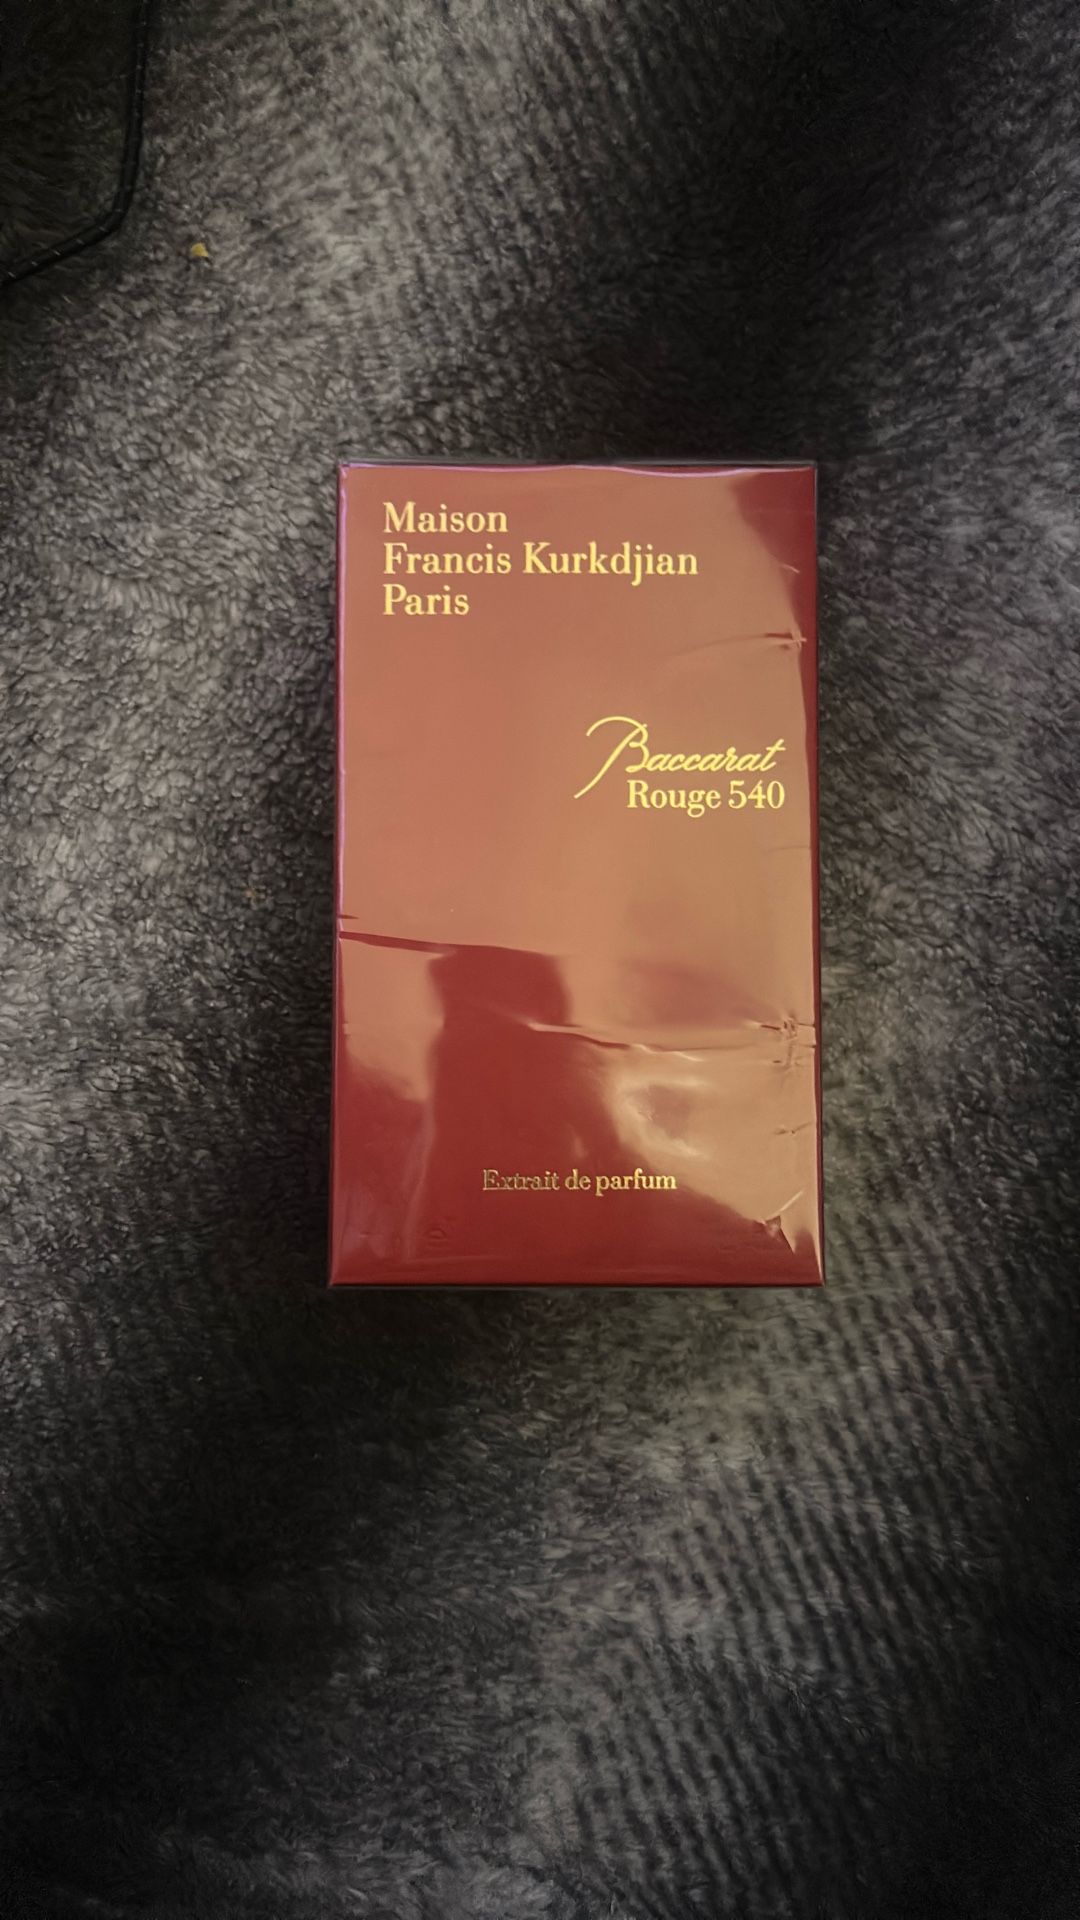 Maison
Francis Kurkdjian
Paris
Baccarat
Rouge 540
Extrait de parfum